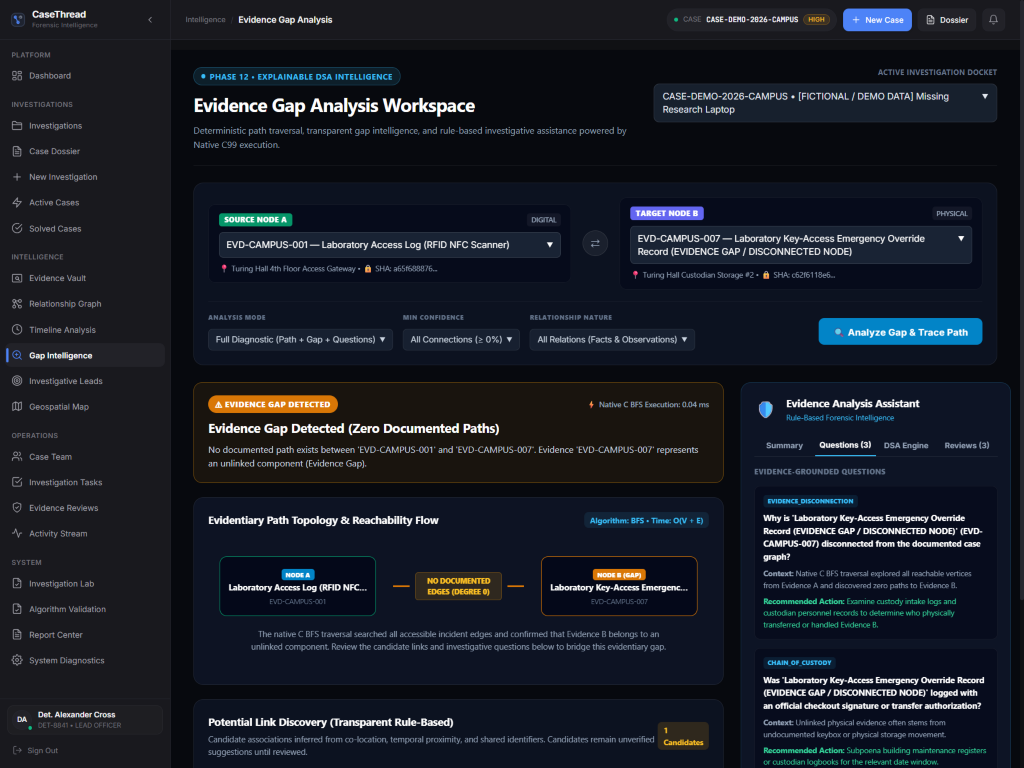 CaseThread
Forensic Intelligence
PLATFORM
Dashboard
INVESTIGATIONS
Investigations
Case Dossier
New Investigation
Active Cases
Solved Cases
INTELLIGENCE
Evidence Vault
Relationship Graph
Timeline Analysis
Gap Intelligence
Investigative Leads
Geospatial Map
OPERATIONS
Case Team
Investigation Tasks
Evidence Reviews
Activity Stream
SYSTEM
Investigation Lab
Algorithm Validation
Report Center
System Diagnostics
DA
Det. Alexander Cross
DET-8841 • LEAD OFFICER
Sign Out
Intelligence / Evidence Gap Analysis
CASE CASE-DEMO-2026-CAMPUS HIGH
+ New Case
Dossier
PHASE 12 • EXPLAINABLE DSA INTELLIGENCE
Evidence Gap Analysis Workspace
Deterministic path traversal, transparent gap intelligence, and rule-based investigative assistance powered by
Native C99 execution.
ACTIVE INVESTIGATION DOCKET
CASE-DEMO-2026-CAMPUS • [FICTIONAL / DEMO DATA] Missing
Research Laptop
SOURCE NODE A
DIGITAL
EVD-CAMPUS-001 — Laboratory Access Log (RFID NFC Scanner)
Turing Hall 4th Floor Access Gateway • SHA: a65f688876...
TARGET NODE B
PHYSICAL
EVD-CAMPUS-007 — Laboratory Key-Access Emergency Override
Record (EVIDENCE GAP / DISCONNECTED NODE)
Turing Hall Custodian Storage #2 • SHA: c62f6118e6...
ANALYSIS MODE
Full Diagnostic (Path + Gap + Questions)
MIN CONFIDENCE
All Connections (≥ 0%)
RELATIONSHIP NATURE
All Relations (Facts & Observations)
Analyze Gap & Trace Path
EVIDENCE GAP DETECTED
Native C BFS Execution: 0.04 ms
Evidence Gap Detected (Zero Documented Paths)
No documented path exists between 'EVD-CAMPUS-001' and 'EVD-CAMPUS-007'. Evidence 'EVD-CAMPUS-007' represents
an unlinked component (Evidence Gap).
Evidentiary Path Topology & Reachability Flow
Algorithm: BFS • Time: O(V + E)
NODE A
Laboratory Access Log (RFID NFC...
EVD-CAMPUS-001
NO DOCUMENTED
EDGES (DEGREE 0)
NODE B (GAP)
Laboratory Key-Access Emergenc...
EVD-CAMPUS-007
The native C BFS traversal searched all accessible incident edges and confirmed that Evidence B belongs to an
unlinked component. Review the candidate links and investigative questions below to bridge this evidentiary gap.
Potential Link Discovery (Transparent Rule-Based)
Candidate associations inferred from co-location, temporal proximity, and shared identifiers. Candidates remain unverified
suggestions until reviewed.
1
Candidates
Evidence Analysis Assistant
Rule-Based Forensic Intelligence
Summary
Questions (3)
DSA Engine
Reviews (3)
EVIDENCE-GROUNDED QUESTIONS
EVIDENCE_DISCONNECTION
Why is 'Laboratory Key-Access Emergency Override
Record (EVIDENCE GAP / DISCONNECTED NODE)' (EVD-
CAMPUS-007) disconnected from the documented case
graph?
Context: Native C BFS traversal explored all reachable vertices
from Evidence A and discovered zero paths to Evidence B.
Recommended Action: Examine custody intake logs and
custodian personnel records to determine who physically
transferred or handled Evidence B.
CHAIN_OF_CUSTODY
Was 'Laboratory Key-Access Emergency Override Record
(EVIDENCE GAP / DISCONNECTED NODE)' logged with
an official checkout signature or transfer authorization?
Context: Unlinked physical evidence often stems from
undocumented keybox or physical storage movement.
Recommended Action: Subpoena building maintenance registers
or custodian logbooks for the relevant date window.